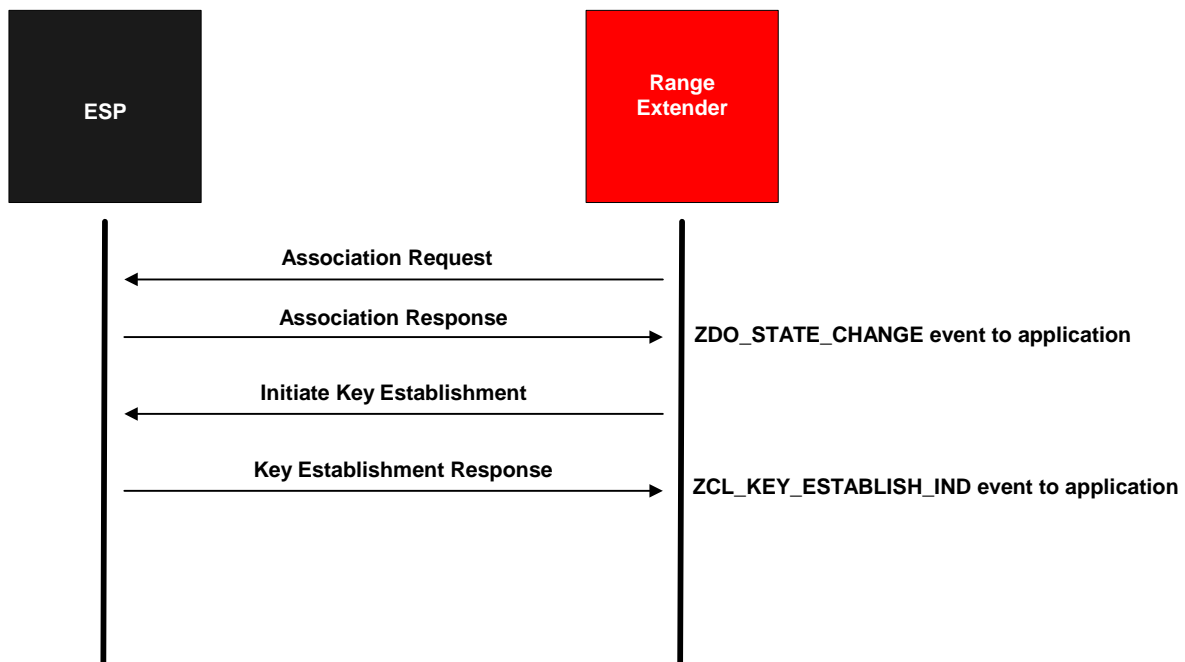 ESP
Range
Extender
Association Request
Association Response
ZDO_STATE_CHANGE event to application
Initiate Key Establishment
Key Establishment Response
ZCL_KEY_ESTABLISH_IND event to application